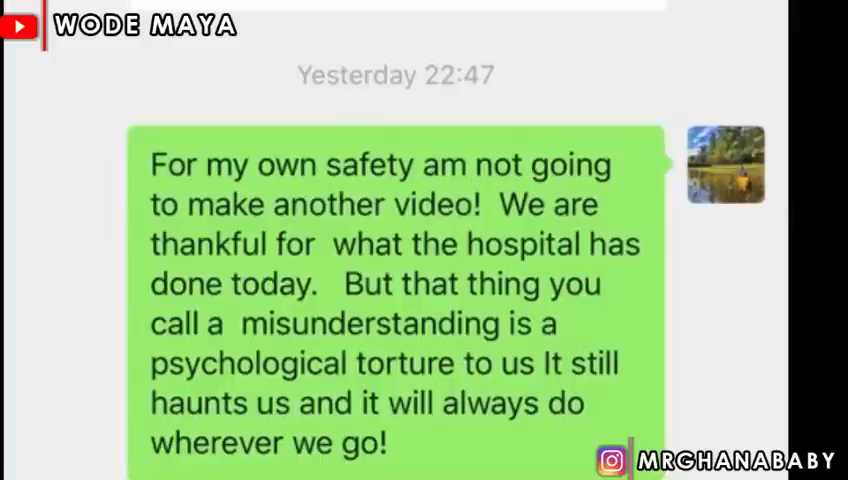 WODE MAYA
Yesterday 22:47
For my own safety am not going
to make another video! We are
thankful for what the hospital has
done today. But that thing you
call a misunderstanding is a
psychological torture to us It still
haunts us and it will always do
wherever we go!
MRGHANABABY